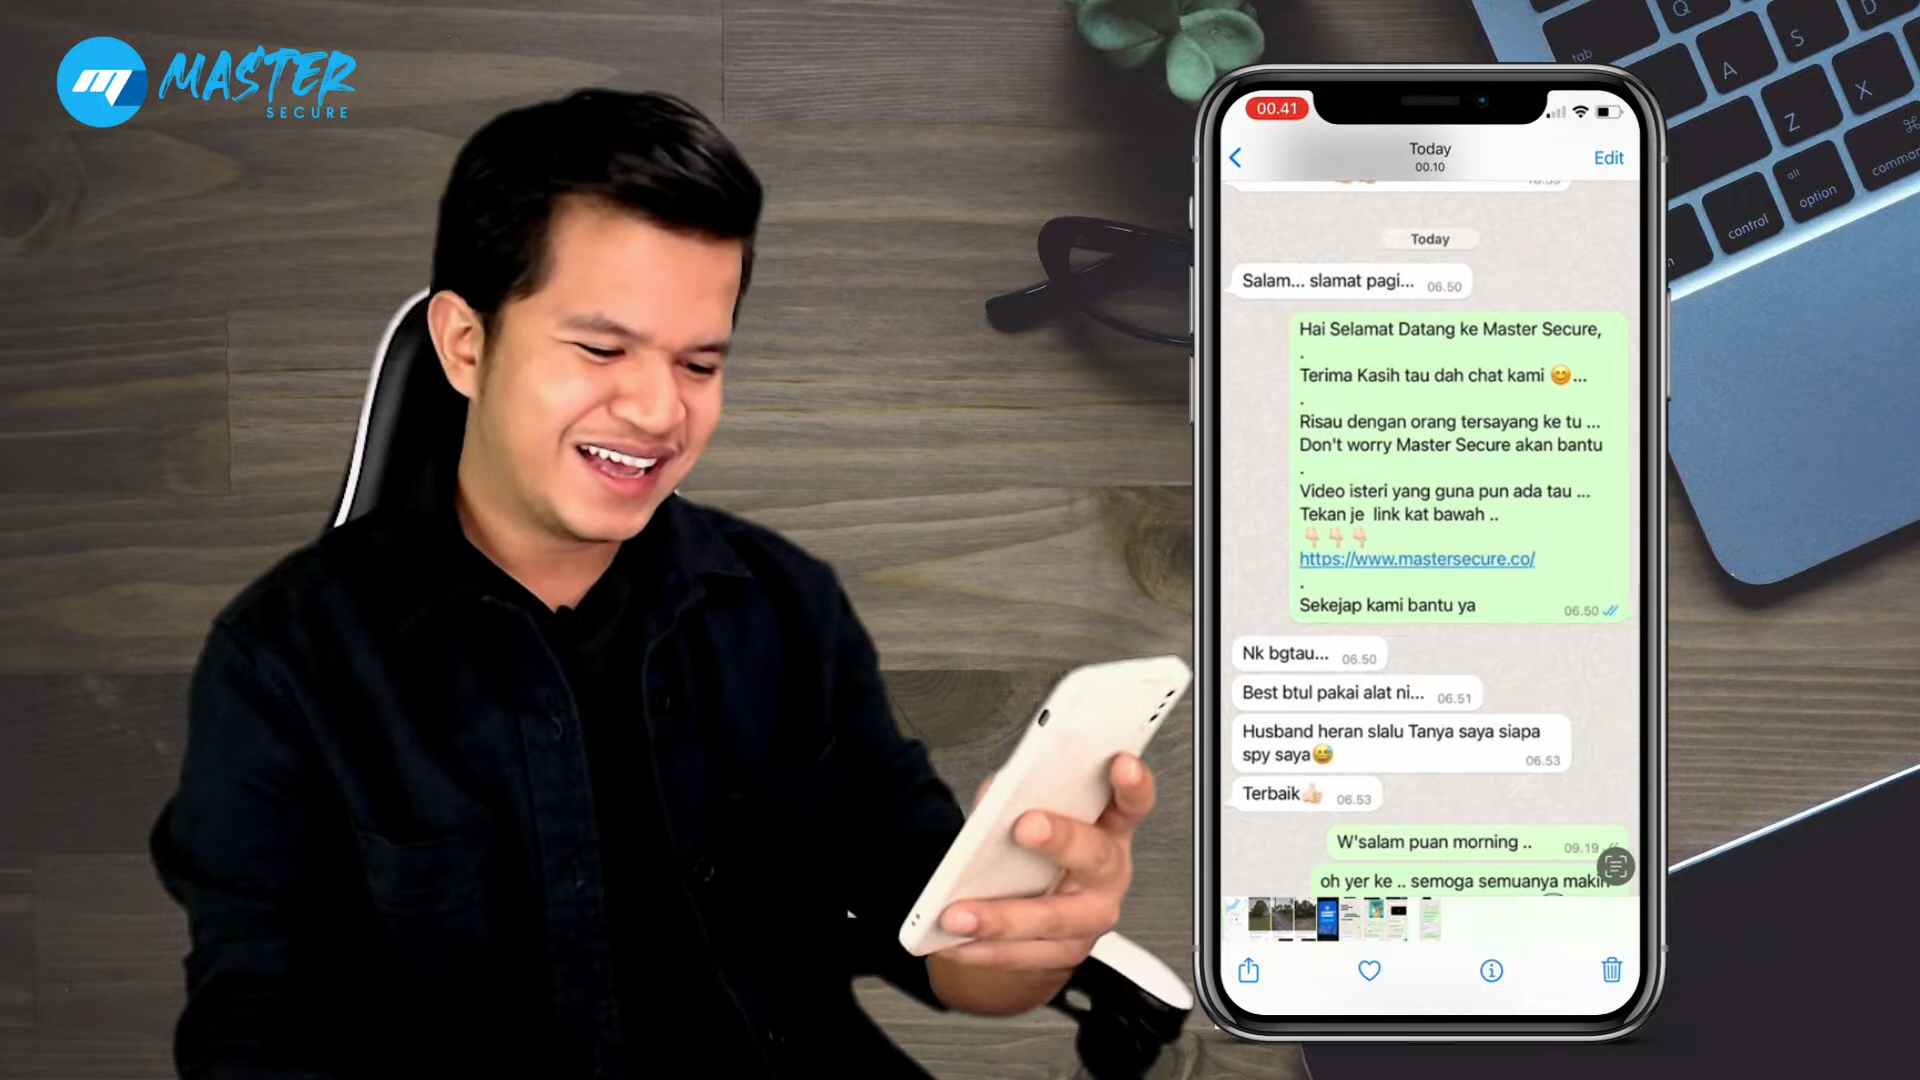 MASTER
SECURE
00.41
Today
00.10
Edit
Today
Salam... slamat pagi... 06.50
Hai Selamat Datang ke Master Secure,
.
Terima Kasih tau dah chat kami 😊...
.
Risau dengan orang tersayang ke tu ...
Don't worry Master Secure akan bantu
.
Video isteri yang guna pun ada tau ...
Tekan je link kat bawah ..
👇🏻 👇🏻 👇🏻
https://www.mastersecure.co/
.
Sekejap kami bantu ya 06.50
Nk bgtau... 06.50
Best btul pakai alat ni... 06.51
Husband heran slalu Tanya saya siapa
spy saya😅 06.53
Terbaik👍🏻 06.53
W'salam puan morning .. 09.19
oh yer ke .. semoga semuanya makin
tab
Q
A
S
D
Z
X
⌘
control
alt
option